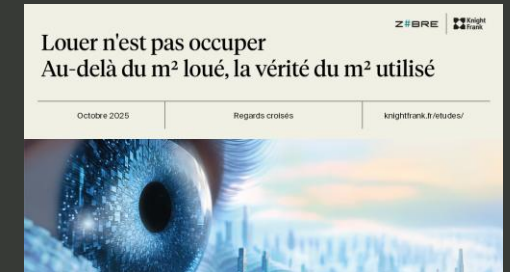 Z#BRE
Knight
Frank
Louer n'est pas occuper
Au-delà du m² loué, la vérité du m² utilisé
Octobre 2025
Regards croisés
knightfrank.fr/etudes/